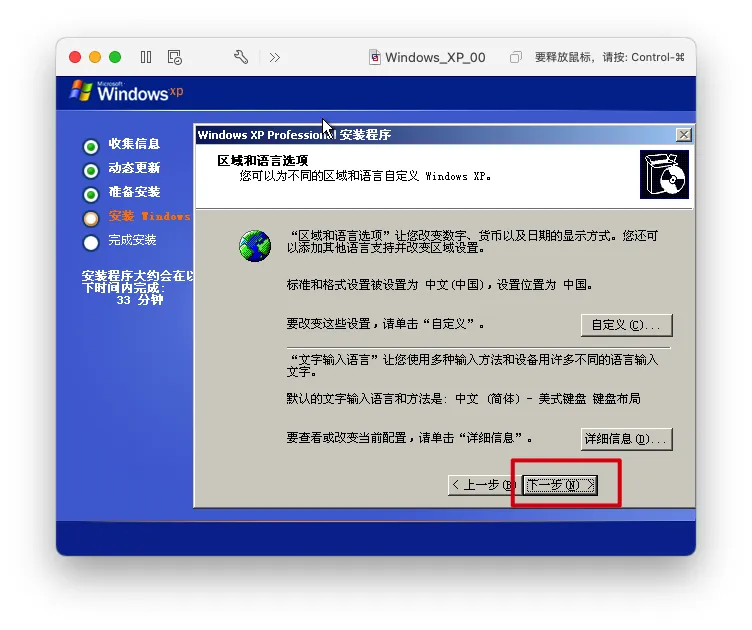 Windows_XP_00
要释放鼠标，请按: Control-⌘
Microsoft
Windows xp
收集信息
动态更新
准备安装
安装 Windows
完成安装
安装程序大约会在以
下时间内完成:
33 分钟
Windows XP Professional 安装程序
区域和语言选项
您可以为不同的区域和语言自定义 Windows XP。
“区域和语言选项”让您改变数字、货币以及日期的显示方式。您还可
以添加其他语言支持并改变区域设置。
标准和格式设置被设置为 中文(中国)，设置位置为 中国。
要改变这些设置，请单击“自定义”。
自定义(C)...
“文字输入语言”让您使用多种输入方法和设备用许多不同的语言输入
文字。
默认的文字输入语言和方法是: 中文 (简体) - 美式键盘 键盘布局
要查看或改变当前配置，请单击“详细信息”。
详细信息(D)...
< 上一步(B)
下一步(N) >